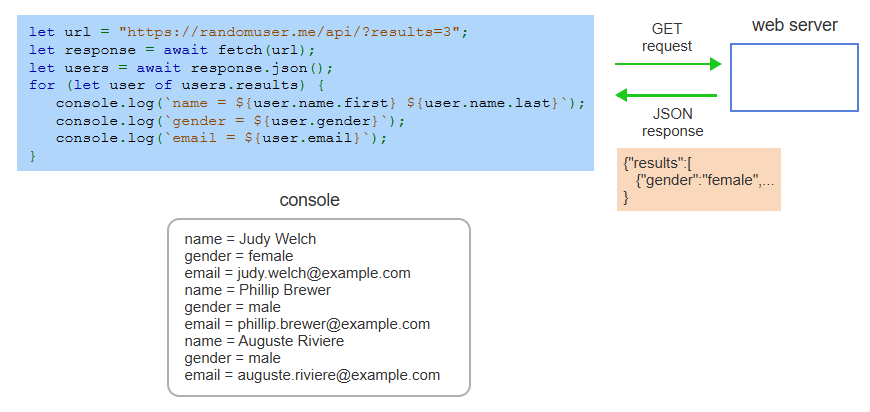 let url = "https://randomuser.me/api/?results=3";
let response = await fetch(url);
let users = await response.json();
for (let user of users.results) {
   console.log(`name = ${user.name.first} ${user.name.last}`);
   console.log(`gender = ${user.gender}`);
   console.log(`email = ${user.email}`);
}
GET
request
web server
JSON
response
{"results":[
   {"gender":"female",...
}
console
name = Judy Welch
gender = female
email = judy.welch@example.com
name = Phillip Brewer
gender = male
email = phillip.brewer@example.com
name = Auguste Riviere
gender = male
email = auguste.riviere@example.com